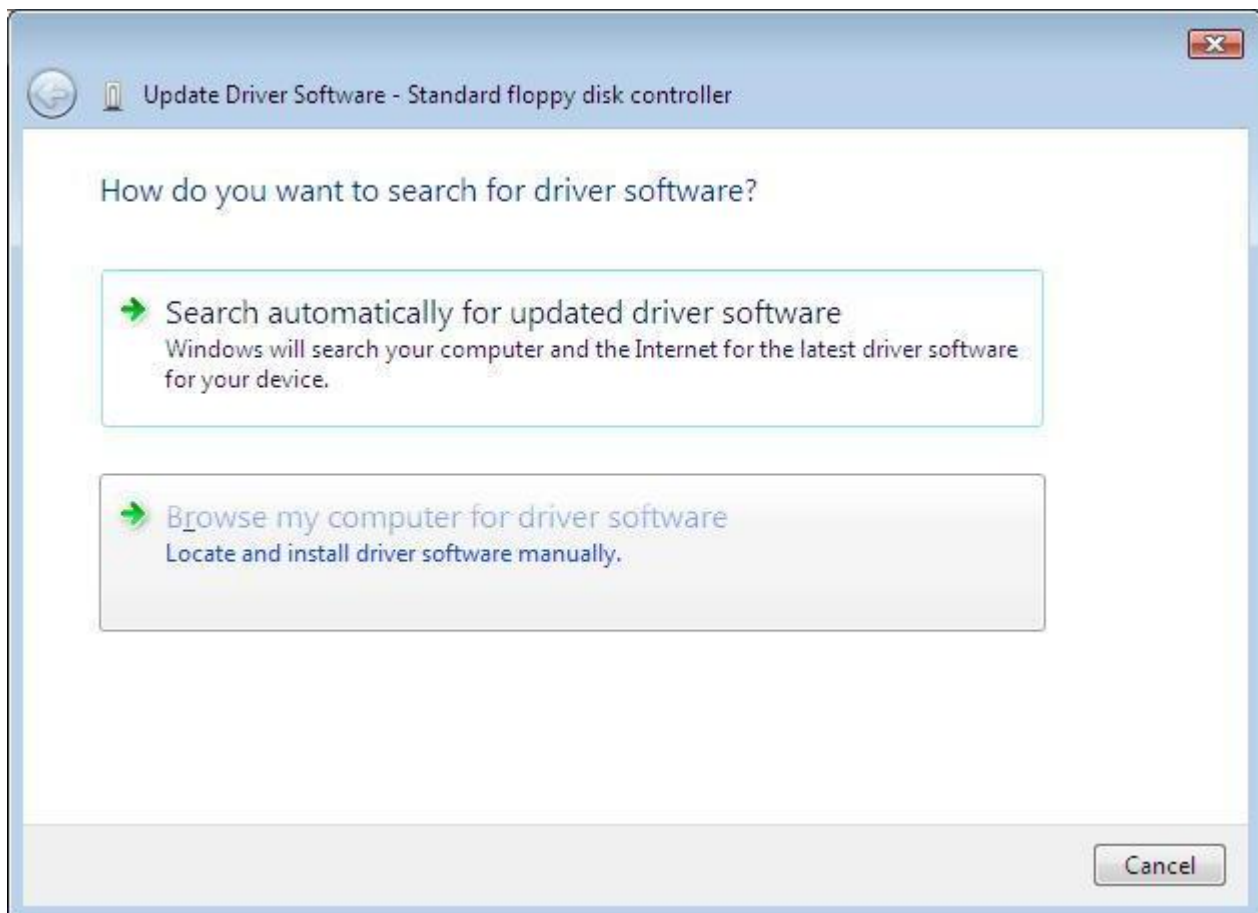 Update Driver Software - Standard floppy disk controller
How do you want to search for driver software?
Search automatically for updated driver software
Windows will search your computer and the Internet for the latest driver software
for your device.
Browse my computer for driver software
Locate and install driver software manually.
Cancel